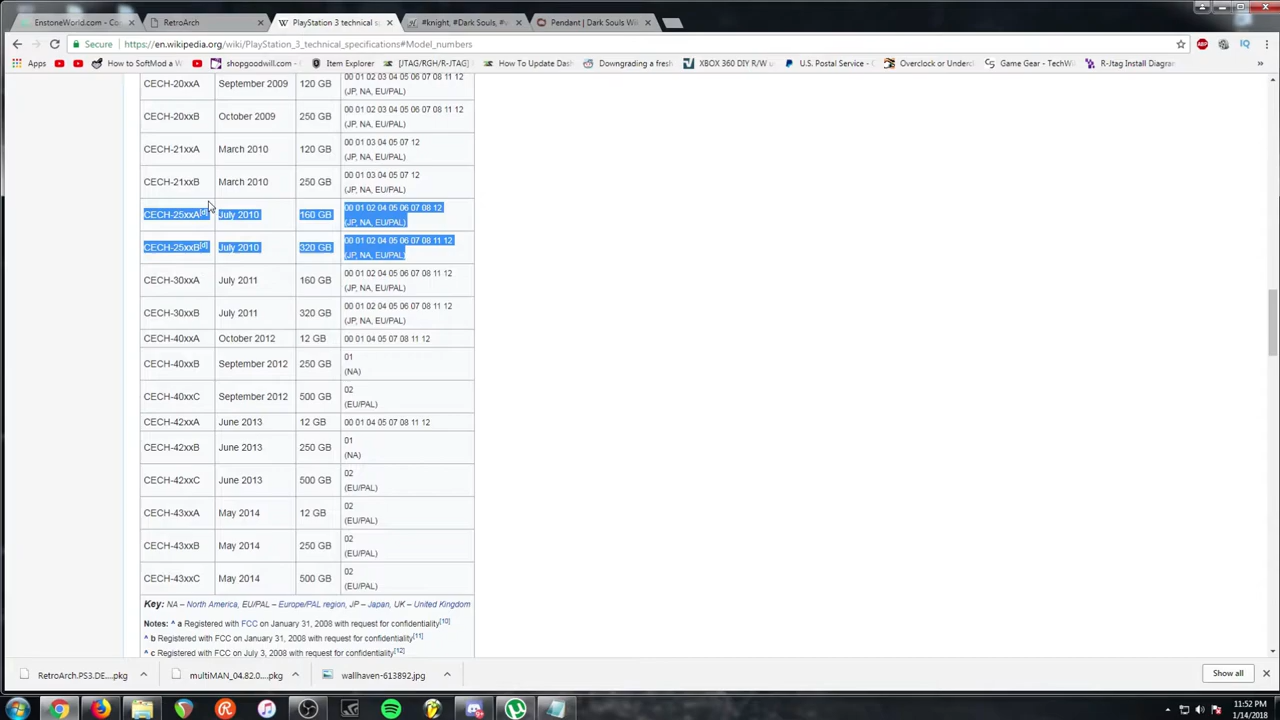 EnstoneWorld.com - Co
RetroArch
PlayStation 3 technical s
#knight, #Dark Souls, #
Pendant | Dark Souls Wi
Secure
https://en.wikipedia.org/wiki/PlayStation_3_technical_specifications#Model_numbers
Apps
How to SoftMod a
shopgoodwill.com
Item Explorer
[JTAG/RGH/R-JTAG]
How To Update Das
Downgrading a fresh
XBOX 360 DIY R/W
U.S. Postal Service -
Overclock or Underc
Game Gear - TechW
R-Jtag Install Diagra
CECH-20xxA September 2009 120 GB 00 01 02 03 04 05 06 07 08 11 12
(JP, NA, EU/PAL)
CECH-20xxB October 2009 250 GB 00 01 02 03 04 05 06 07 08 11 12
(JP, NA, EU/PAL)
CECH-21xxA March 2010 120 GB 00 01 03 04 05 07 12
(JP, NA, EU/PAL)
CECH-21xxB March 2010 250 GB 00 01 03 04 05 07 12
(JP, NA, EU/PAL)
CECH-25xxA[d] July 2010 160 GB 00 01 02 04 05 06 07 08 12
(JP, NA, EU/PAL)
CECH-25xxB[d] July 2010 320 GB 00 01 02 04 05 06 07 08 11 12
(JP, NA, EU/PAL)
CECH-30xxA July 2011 160 GB 00 01 02 04 05 06 07 08 11 12
(JP, NA, EU/PAL)
CECH-30xxB July 2011 320 GB 00 01 02 04 05 06 07 08 11 12
(JP, NA, EU/PAL)
CECH-40xxA October 2012 12 GB 00 01 04 05 07 08 11 12
CECH-40xxB September 2012 250 GB 01
(NA)
CECH-40xxC September 2012 500 GB 02
(EU/PAL)
CECH-42xxA June 2013 12 GB 00 01 04 05 07 08 11 12
CECH-42xxB June 2013 250 GB 01
(NA)
CECH-42xxC June 2013 500 GB 02
(EU/PAL)
CECH-43xxA May 2014 12 GB 02
(EU/PAL)
CECH-43xxB May 2014 250 GB 02
(EU/PAL)
CECH-43xxC May 2014 500 GB 02
(EU/PAL)
Key: NA – North America, EU/PAL – Europe/PAL region, JP – Japan, UK – United Kingdom
Notes: ^ a Registered with FCC on January 31, 2008 with request for confidentiality[10]
^ b Registered with FCC on January 31, 2008 with request for confidentiality[11]
^ c Registered with FCC on July 3, 2008 with request for confidentiality[12]
RetroArch.PS3.DE....pkg
multiMAN_04.82.0....pkg
wallhaven-613892.jpg
Show all
11:52 PM
1/14/2018